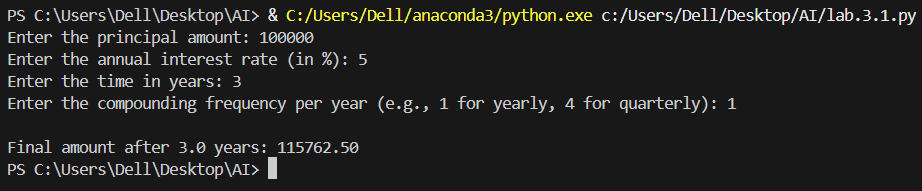 PS C:\Users\Dell\Desktop\AI> & C:/Users/Dell/anaconda3/python.exe c:/Users/Dell/Desktop/AI/lab.3.1.py
Enter the principal amount: 100000
Enter the annual interest rate (in %): 5
Enter the time in years: 3
Enter the compounding frequency per year (e.g., 1 for yearly, 4 for quarterly): 1
Final amount after 3.0 years: 115762.50
PS C:\Users\Dell\Desktop\AI>